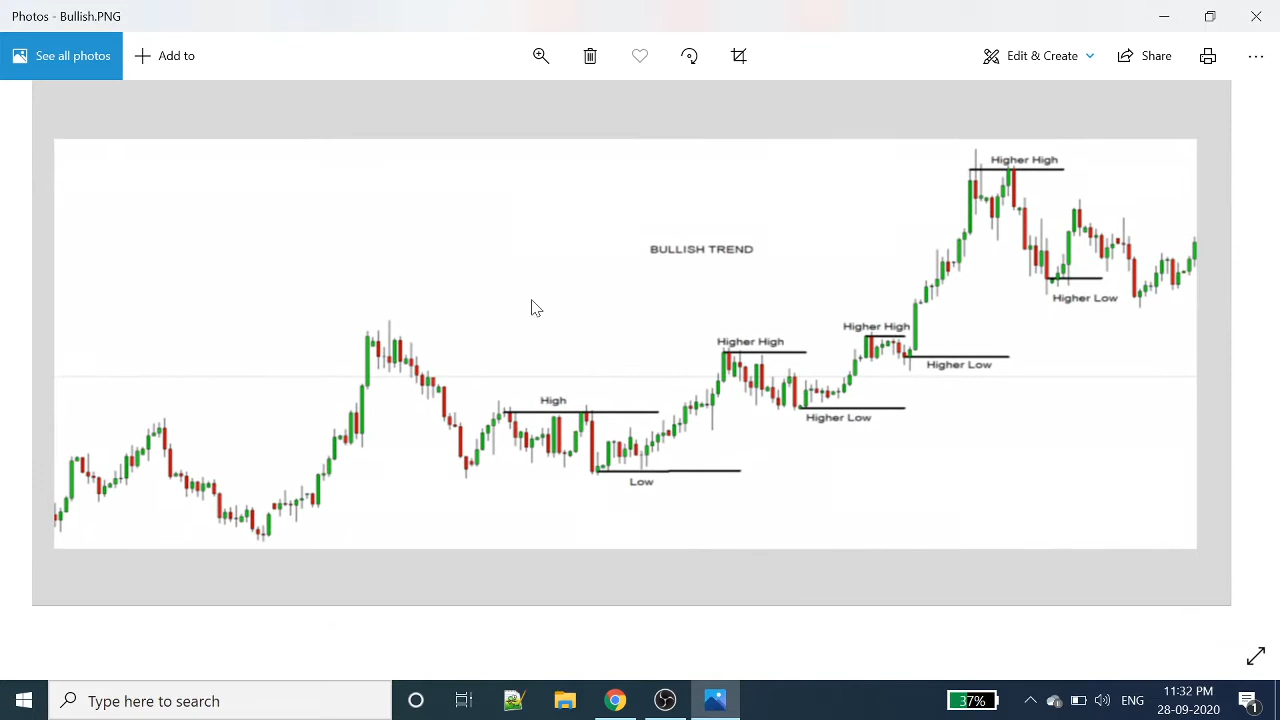 Photos - Bullish.PNG
See all photos
Add to
Edit & Create
Share
Higher High
BULLISH TREND
Higher Low
Higher High
Higher High
Higher Low
High
Higher Low
Low
Type here to search
37%
ENG
11:32 PM
28-09-2020
1